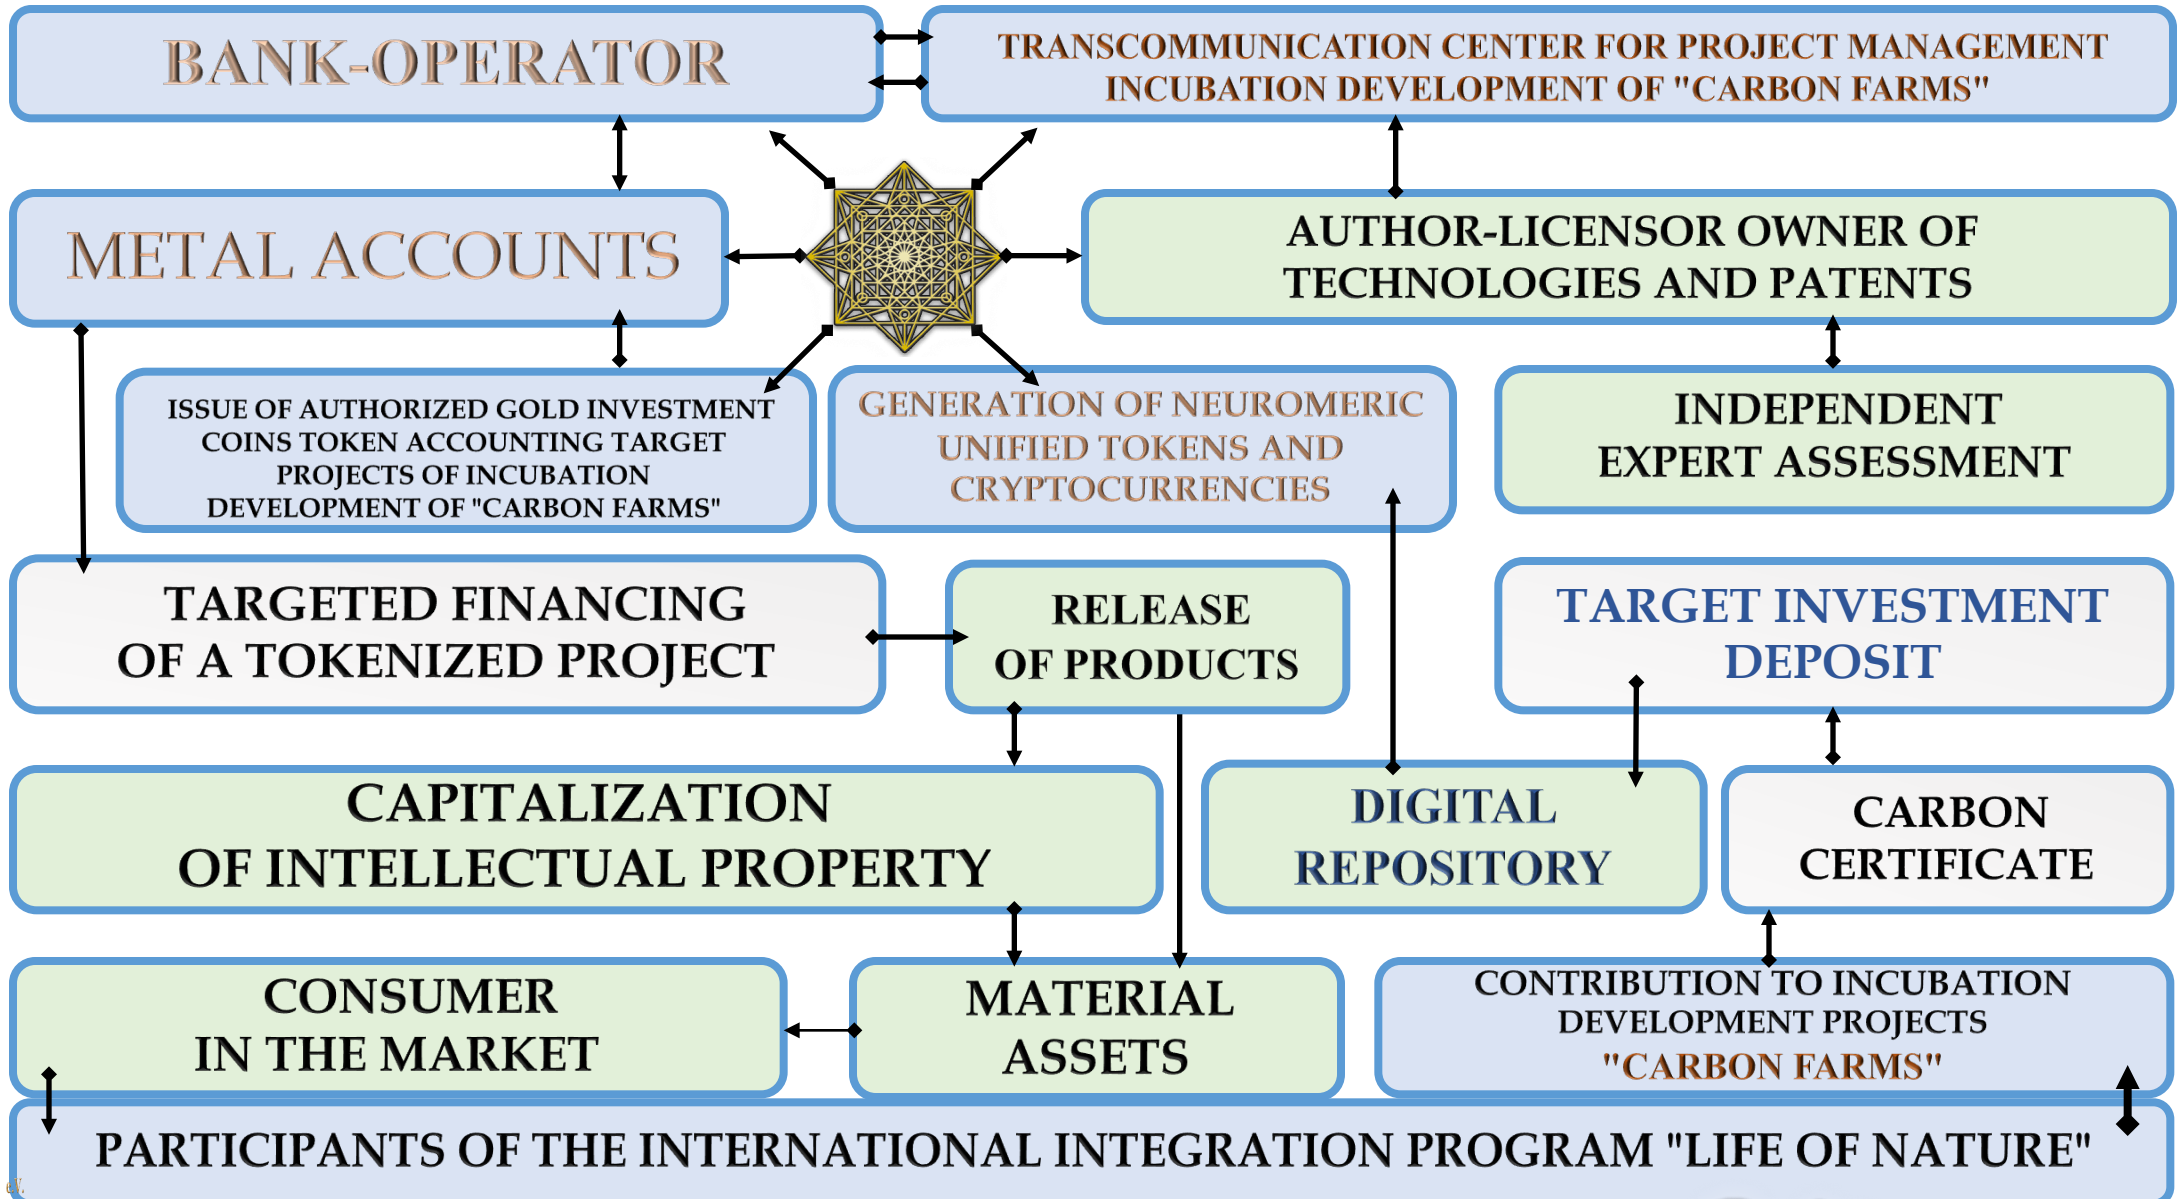 BANK-OPERATOR
TRANSCOMMUNICATION CENTER FOR PROJECT MANAGEMENT
INCUBATION DEVELOPMENT OF "CARBON FARMS"
METAL ACCOUNTS
AUTHOR-LICENSOR OWNER OF
TECHNOLOGIES AND PATENTS
ISSUE OF AUTHORIZED GOLD INVESTMENT
COINS TOKEN ACCOUNTING TARGET
PROJECTS OF INCUBATION
DEVELOPMENT OF "CARBON FARMS"
GENERATION OF NEUROMERIC
UNIFIED TOKENS AND
CRYPTOCURRENCIES
INDEPENDENT
EXPERT ASSESSMENT
TARGETED FINANCING
OF A TOKENIZED PROJECT
RELEASE
OF PRODUCTS
TARGET INVESTMENT
DEPOSIT
CAPITALIZATION
OF INTELLECTUAL PROPERTY
DIGITAL
REPOSITORY
CARBON
CERTIFICATE
CONSUMER
IN THE MARKET
MATERIAL
ASSETS
CONTRIBUTION TO INCUBATION
DEVELOPMENT PROJECTS
"CARBON FARMS"
PARTICIPANTS OF THE INTERNATIONAL INTEGRATION PROGRAM "LIFE OF NATURE"